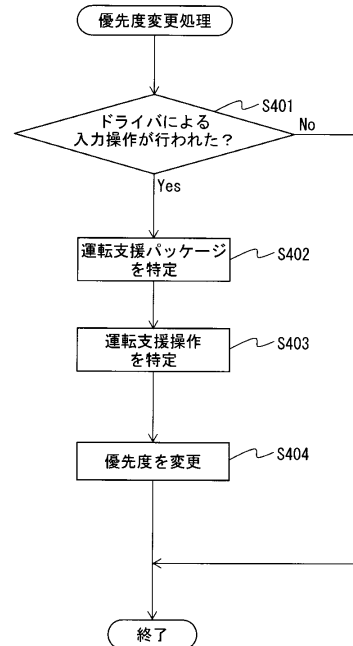 優先度変更処理
S401
ドライバによる
入力操作が行われた?
No
Yes
運転支援パッケージ
を特定
S402
運転支援操作
を特定
S403
優先度を変更
S404
終了